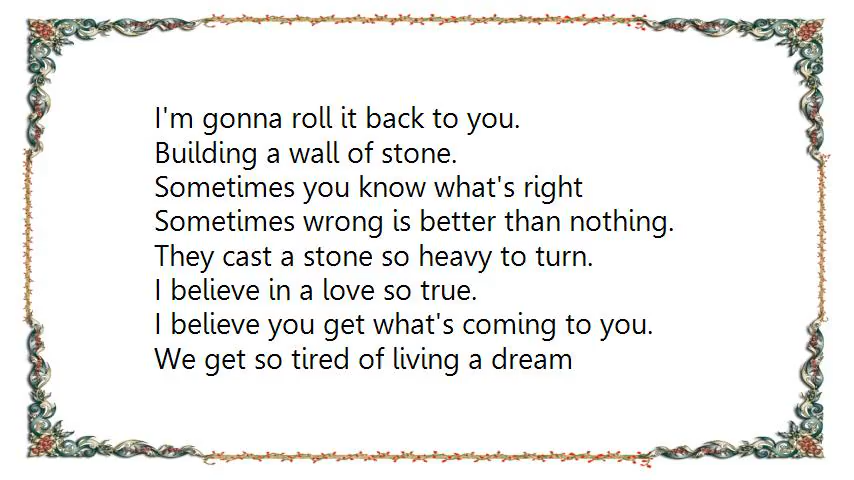 I'm gonna roll it back to you.
Building a wall of stone.
Sometimes you know what's right
Sometimes wrong is better than nothing.
They cast a stone so heavy to turn.
I believe in a love so true.
I believe you get what's coming to you.
We get so tired of living a dream